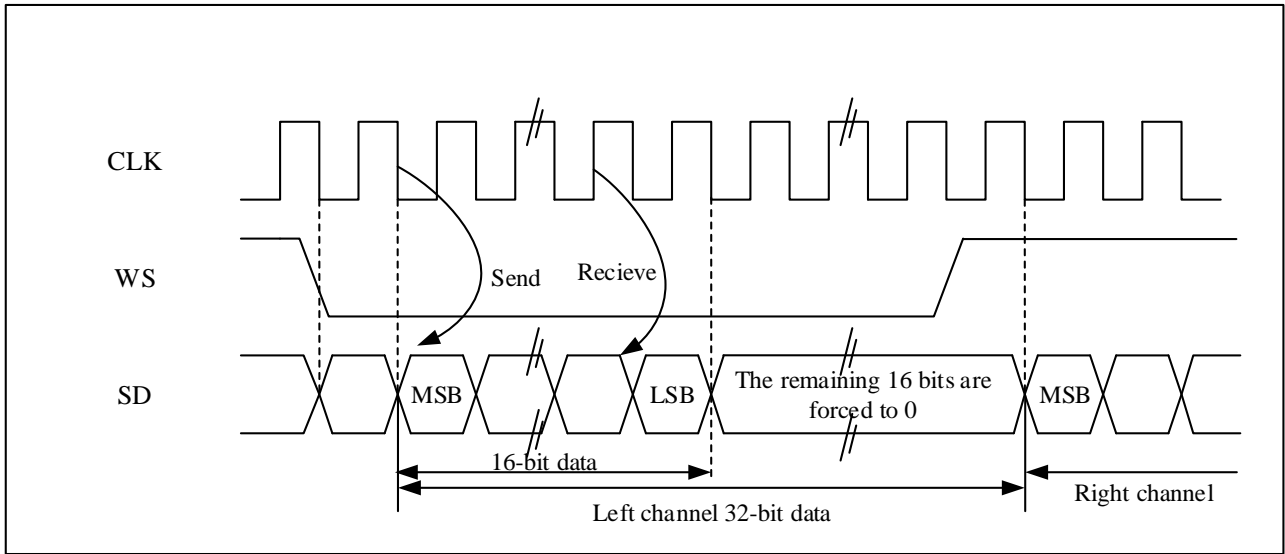 CLK
WS
Send
Recieve
SD
MSB
LSB
The remaining 16 bits are
forced to 0
MSB
16-bit data
Left channel 32-bit data
Right channel